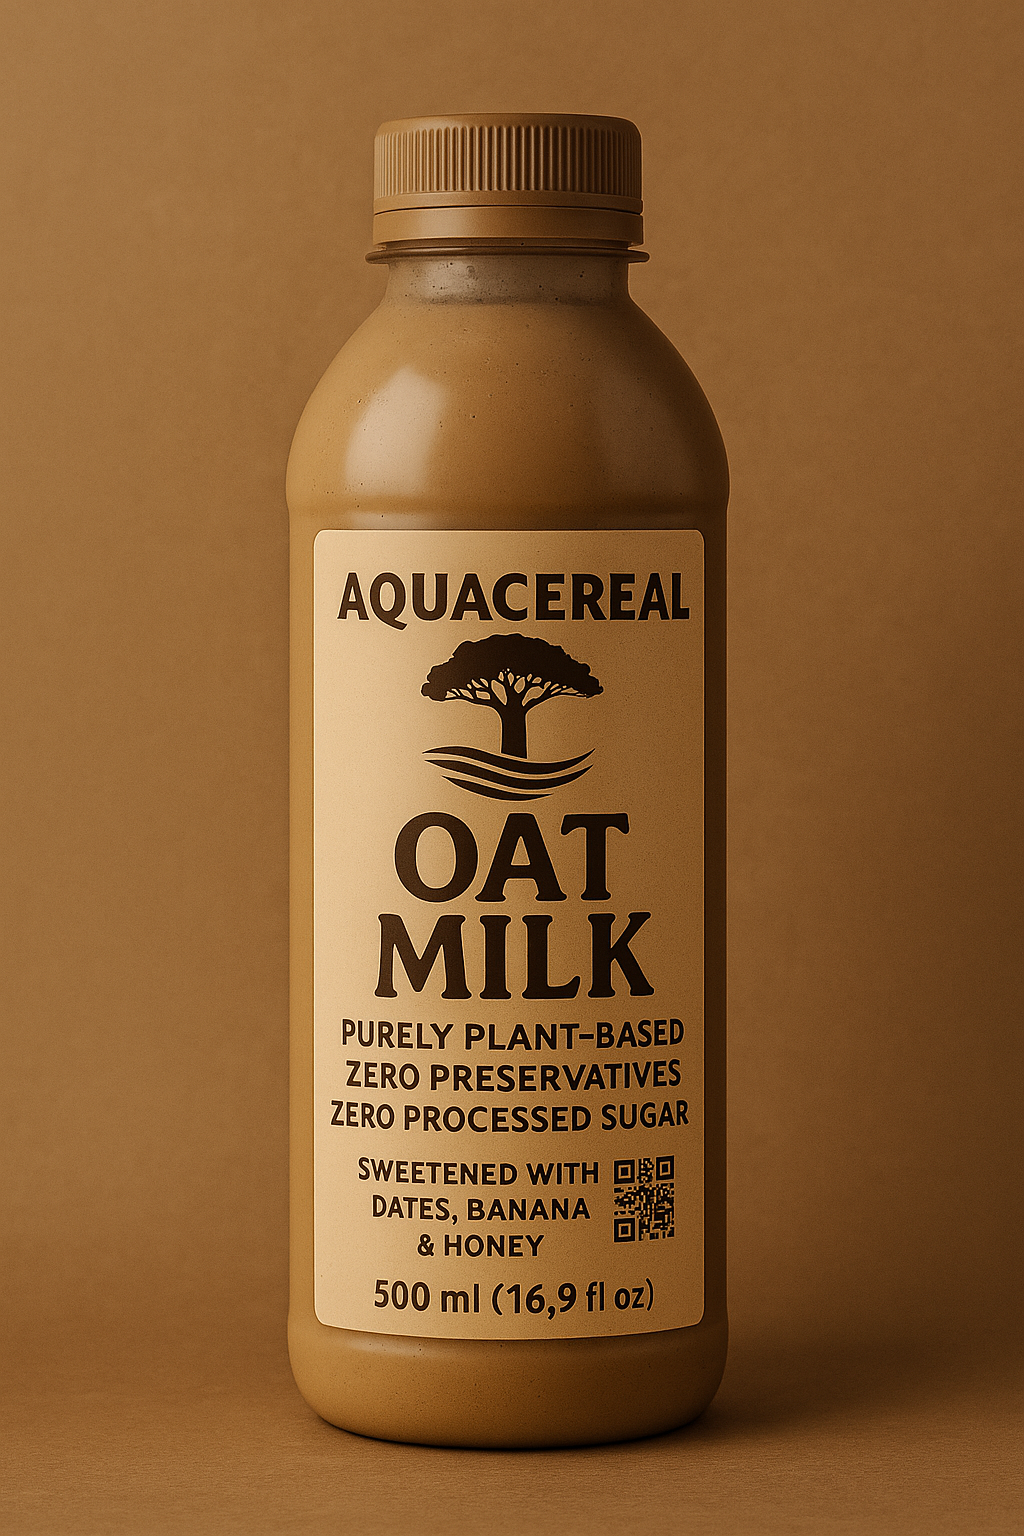 AQUACEREAL
OAT
MILK
PURELY PLANT-BASED
ZERO PRESERVATIVES
ZERO PROCESSED SUGAR
SWEETENED WITH
DATES, BANANA
& HONEY
500 ml (16,9 fl oz)